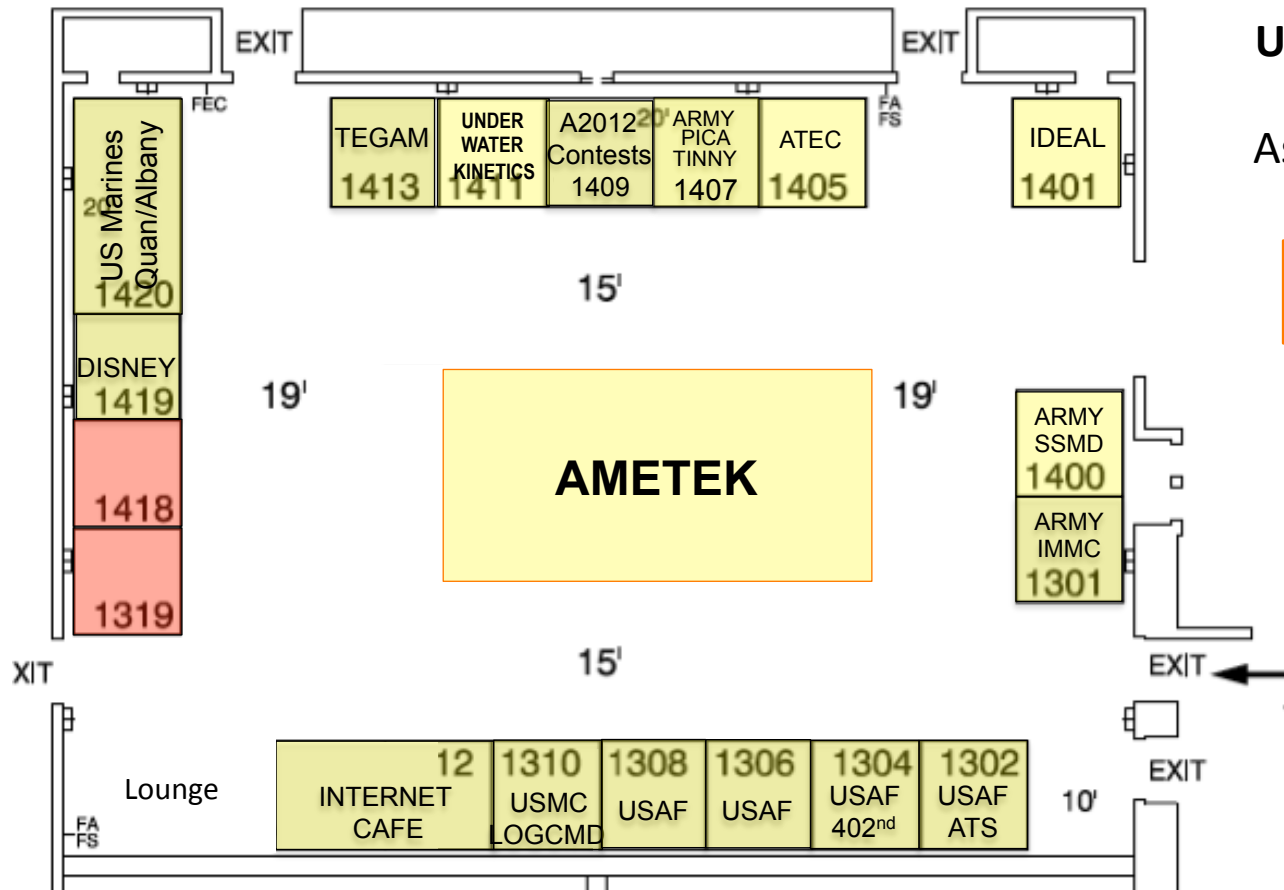 U
EXIT
EXIT
As
FEC
FA
FS
TEGAM
1413
UNDER
WATER
KINETICS
1411
A2012
Contests
1409
20'
ARMY
PICA
TINNY
1407
ATEC
1405
IDEAL
1401
US Marines
Quan/Albany
20'
1420
15'
DISNEY
1419
19'
19'
AMETEK
ARMY
SSMD
1400
1418
ARMY
IMMC
1301
1319
15'
XIT
EXIT
Lounge
12
INTERNET
CAFE
1310
USMC
LOGCMD
1308
USAF
1306
USAF
1304
USAF
402nd
1302
USAF
ATS
10'
EXIT
FA
FS